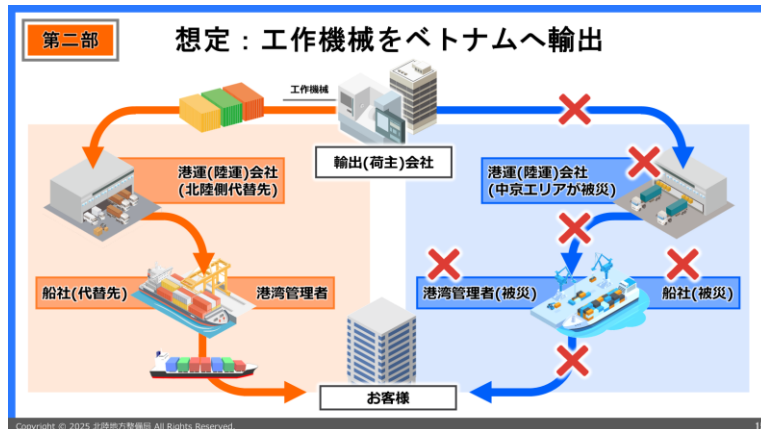 第二部
想定：工作機械をベトナムへ輸出
工作機械
輸出(荷主)会社
港運(陸運)会社
(北陸側代替先)
港運(陸運)会社
(中京エリアが被災)
船社(代替先)
港湾管理者
港湾管理者(被災)
船社(被災)
お客様
Copyright © 2025 北陸地方整備局 All Rights Reserved.